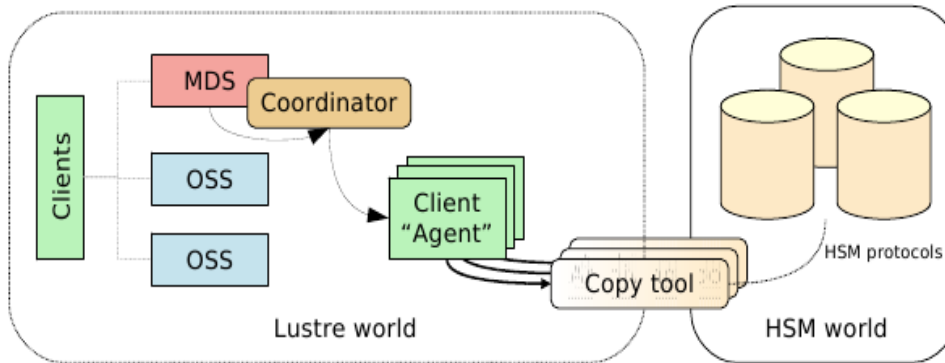 MDS
Coordinator
Clients
OSS
OSS
Client
“Agent”
Copy tool
HSM protocols
Lustre world
HSM world